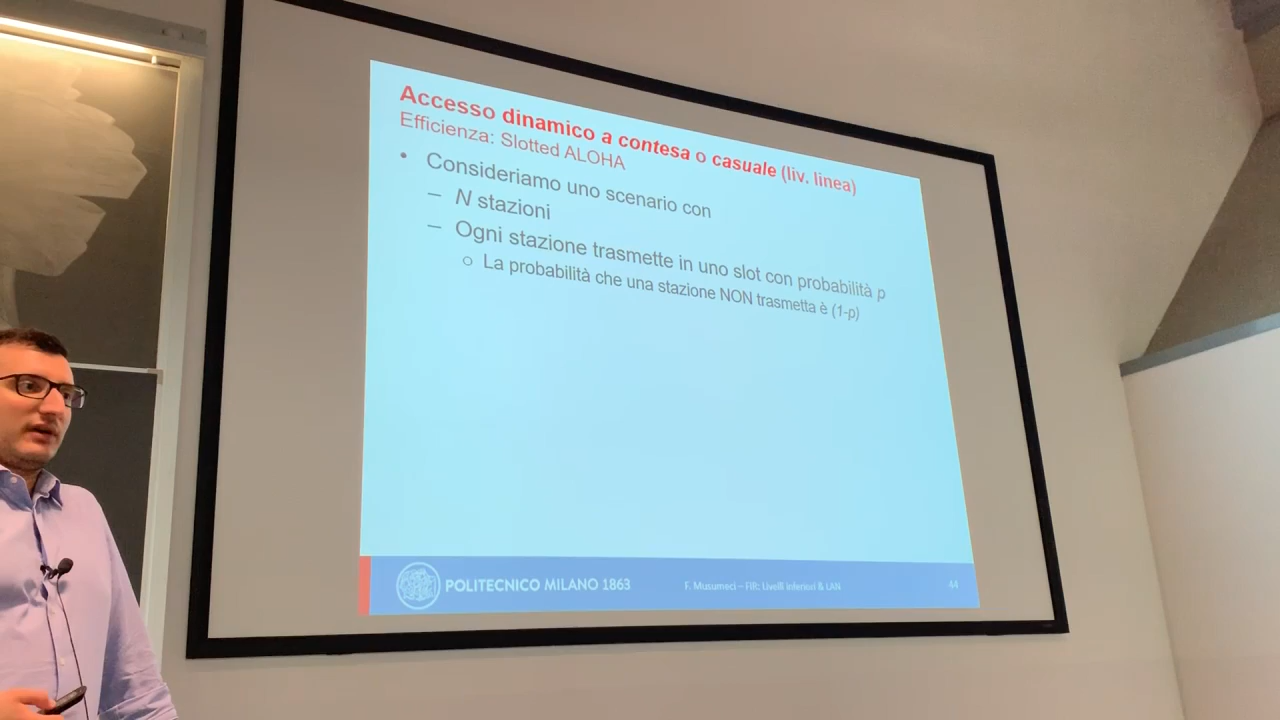 Accesso dinamico a contesa o casuale (liv. linea)
Efficienza: Slotted ALOHA
• Consideriamo uno scenario con
– N stazioni
– Ogni stazione trasmette in uno slot con probabilità p
○ La probabilità che una stazione NON trasmetta è (1-p)
POLITECNICO MILANO 1863
F. Musumeci – FIR: Livelli inferiori & LAN
44